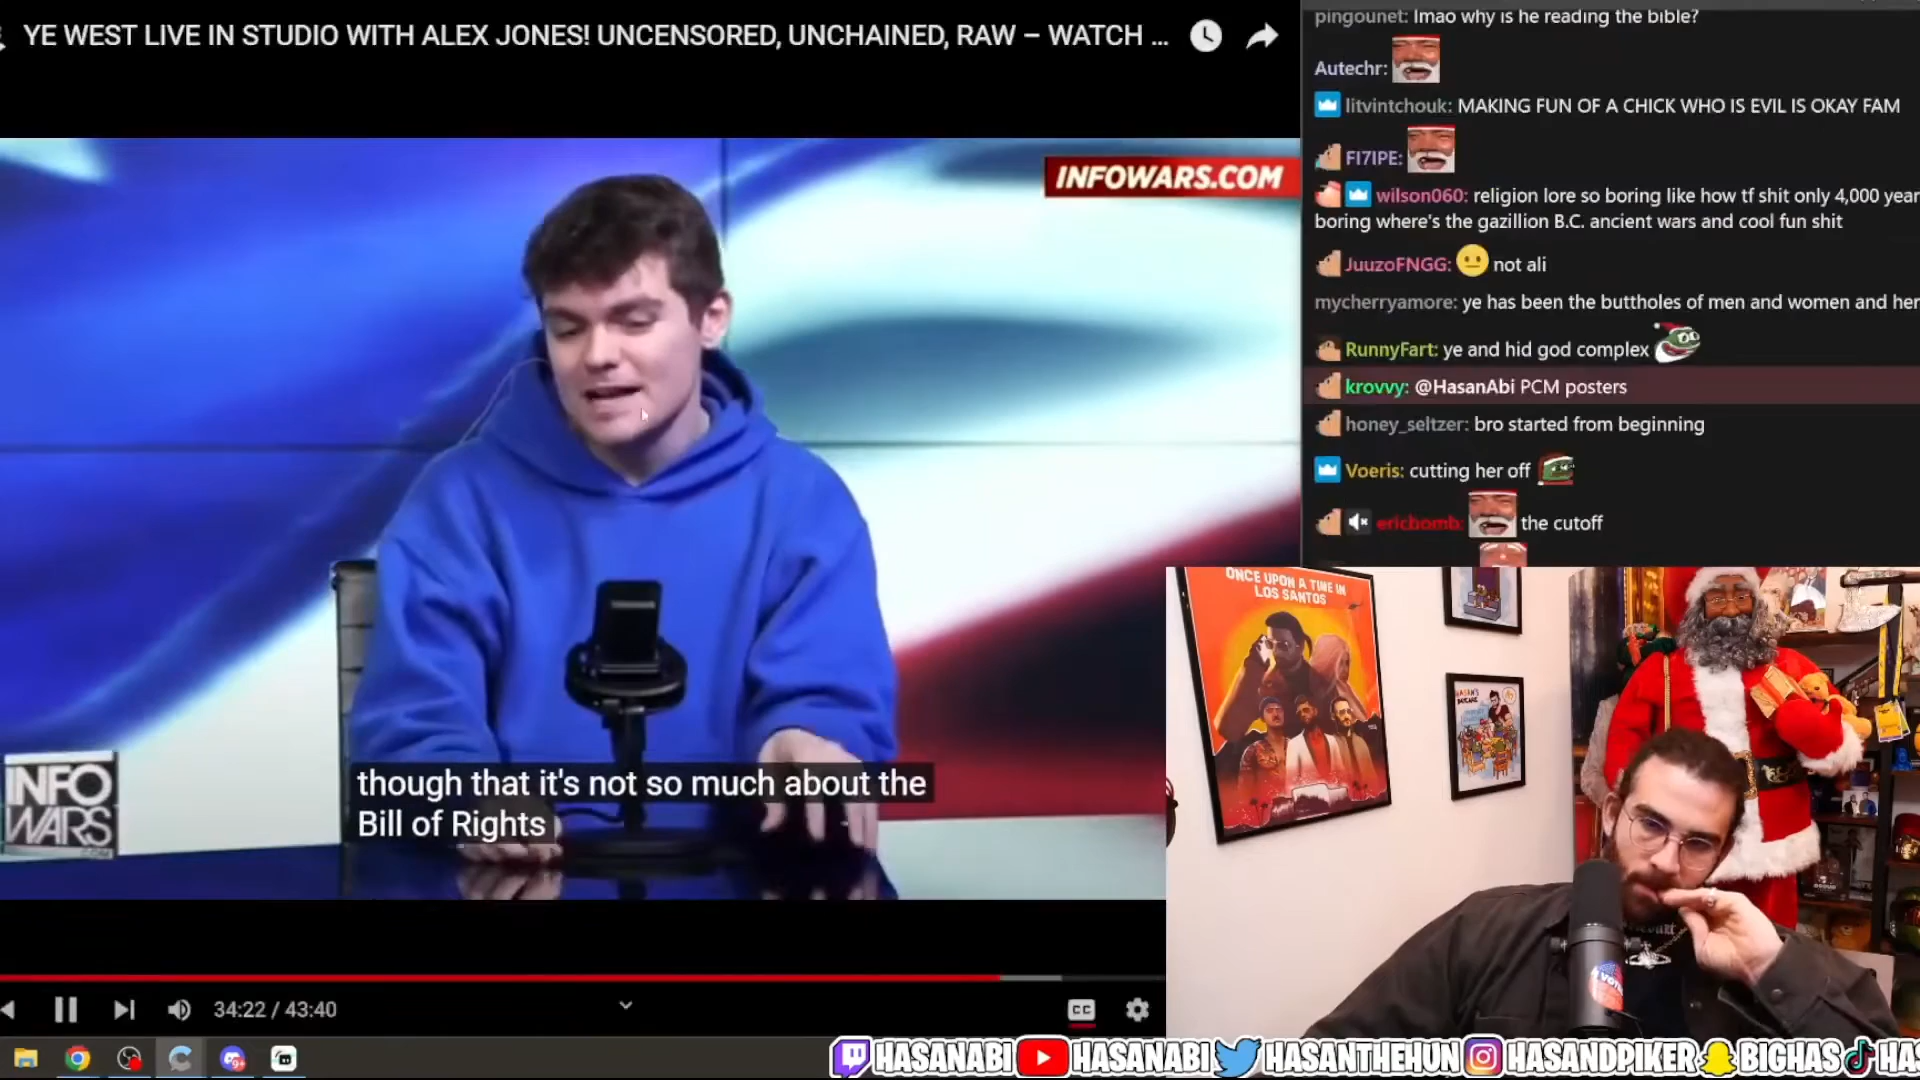 YE WEST LIVE IN STUDIO WITH ALEX JONES! UNCENSORED, UNCHAINED, RAW – WATCH ...
INFOWARS.COM
INFO
WARS
.COM
though that it's not so much about the
Bill of Rights
34:22 / 43:40
CC
pingounet: lmao why is he reading the bible?
Autechr:
litvintchouk: MAKING FUN OF A CHICK WHO IS EVIL IS OKAY FAM
FI7IPE:
wilson060: religion lore so boring like how tf shit only 4,000 year
boring where's the gazillion B.C. ancient wars and cool fun shit
JuuzoFNGG: not ali
mycherryamore: ye has been the buttholes of men and women and her
RunnyFart: ye and hid god complex
krovvy: @HasanAbi PCM posters
honey_seltzer: bro started from beginning
Voeris: cutting her off
ericbomb: the cutoff
ONCE UPON A TIME IN
LOS SANTOS
HASANABI HASANABI HASANTHEHUN HASANDPIKER BIGHAS HAS